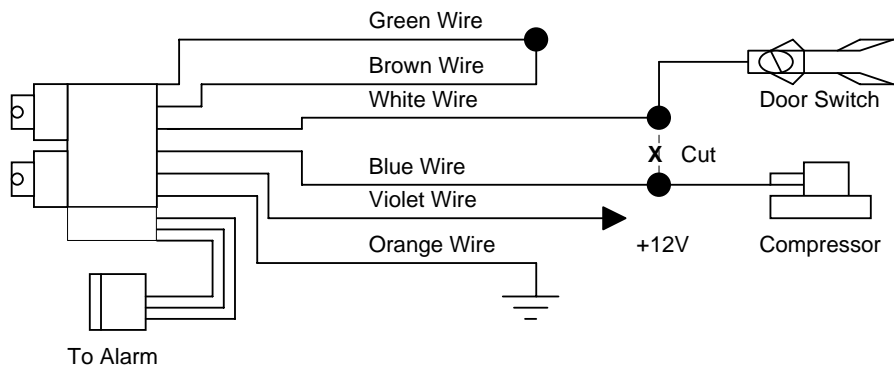 Green Wire
Brown Wire
White Wire
Door Switch
X Cut
Blue Wire
Violet Wire
+12V
Compressor
Orange Wire
To Alarm